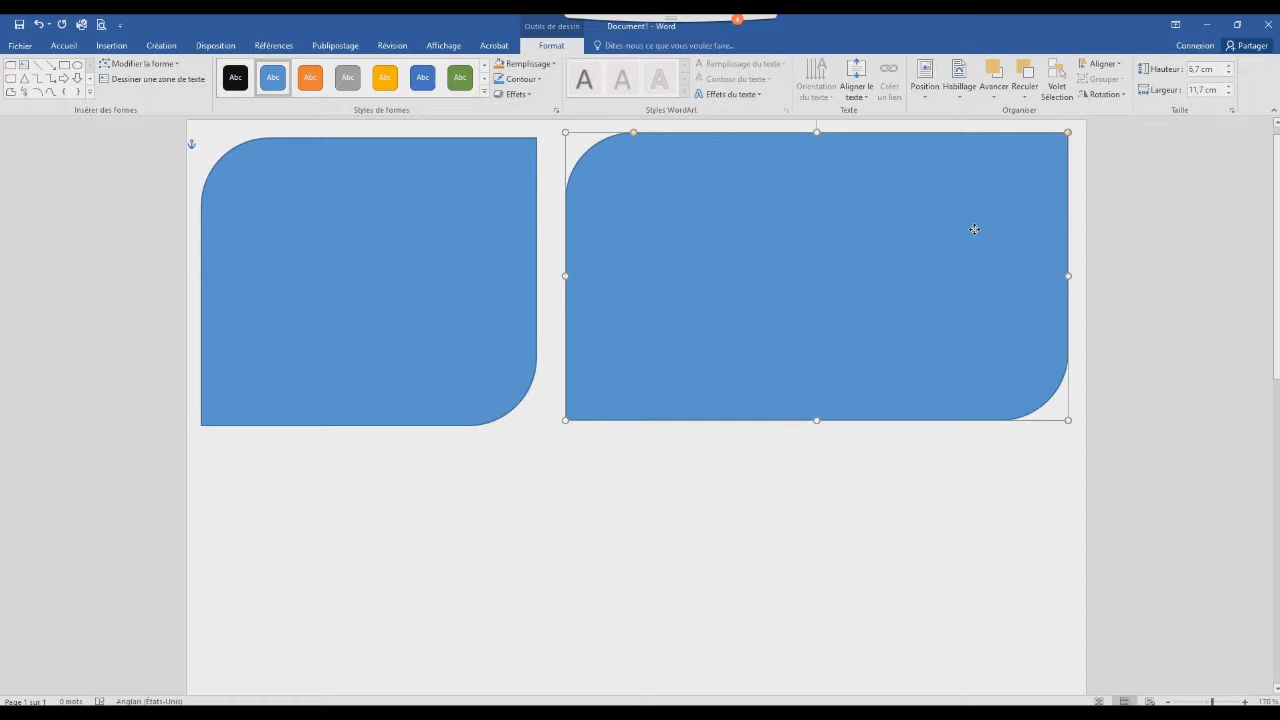 Outils de dessin
Document1 - Word
4
Fichier
Accueil
Insertion
Création
Disposition
Références
Publipostage
Révision
Affichage
Acrobat
Format
Dites-nous ce que vous voulez faire..
Connexion
Partager
Modifier la forme
Dessiner une zone de texte
Insérer des formes
Abc
Abc
Abc
Abc
Abc
Abc
Abc
Remplissage
Contour
Effets
Styles de formes
A
A
A
Remplissage du texte
Contour du texte
Effets du texte
Styles WordArt
Orientation
du texte
Aligner le
texte
Créer
un lien
Texte
Position
Habillage
Avancer
Reculer
Volet
Sélection
Aligner
Grouper
Rotation
Organiser
Hauteur:
6,7 cm
Largeur:
11,7 cm
Taille
Page 1 sur 1
0 mots
Anglais (États-Unis)
170 %